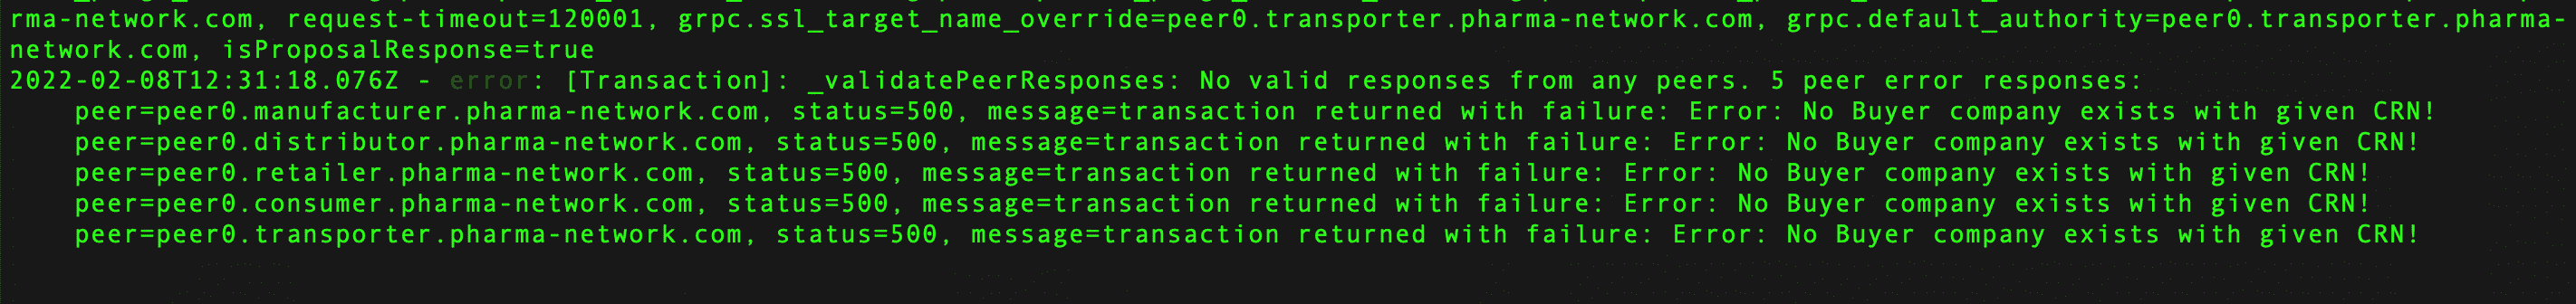 rma-network.com, request-timeout=120001, grpc.ssl_target_name_override=peer0.transporter.pharma-network.com, grpc.default_authority=peer0.transporter.pharma-
network.com, isProposalResponse=true
2022-02-08T12:31:18.076Z - error: [Transaction]: _validatePeerResponses: No valid responses from any peers. 5 peer error responses:
    peer=peer0.manufacturer.pharma-network.com, status=500, message=transaction returned with failure: Error: No Buyer company exists with given CRN!
    peer=peer0.distributor.pharma-network.com, status=500, message=transaction returned with failure: Error: No Buyer company exists with given CRN!
    peer=peer0.retailer.pharma-network.com, status=500, message=transaction returned with failure: Error: No Buyer company exists with given CRN!
    peer=peer0.consumer.pharma-network.com, status=500, message=transaction returned with failure: Error: No Buyer company exists with given CRN!
    peer=peer0.transporter.pharma-network.com, status=500, message=transaction returned with failure: Error: No Buyer company exists with given CRN!